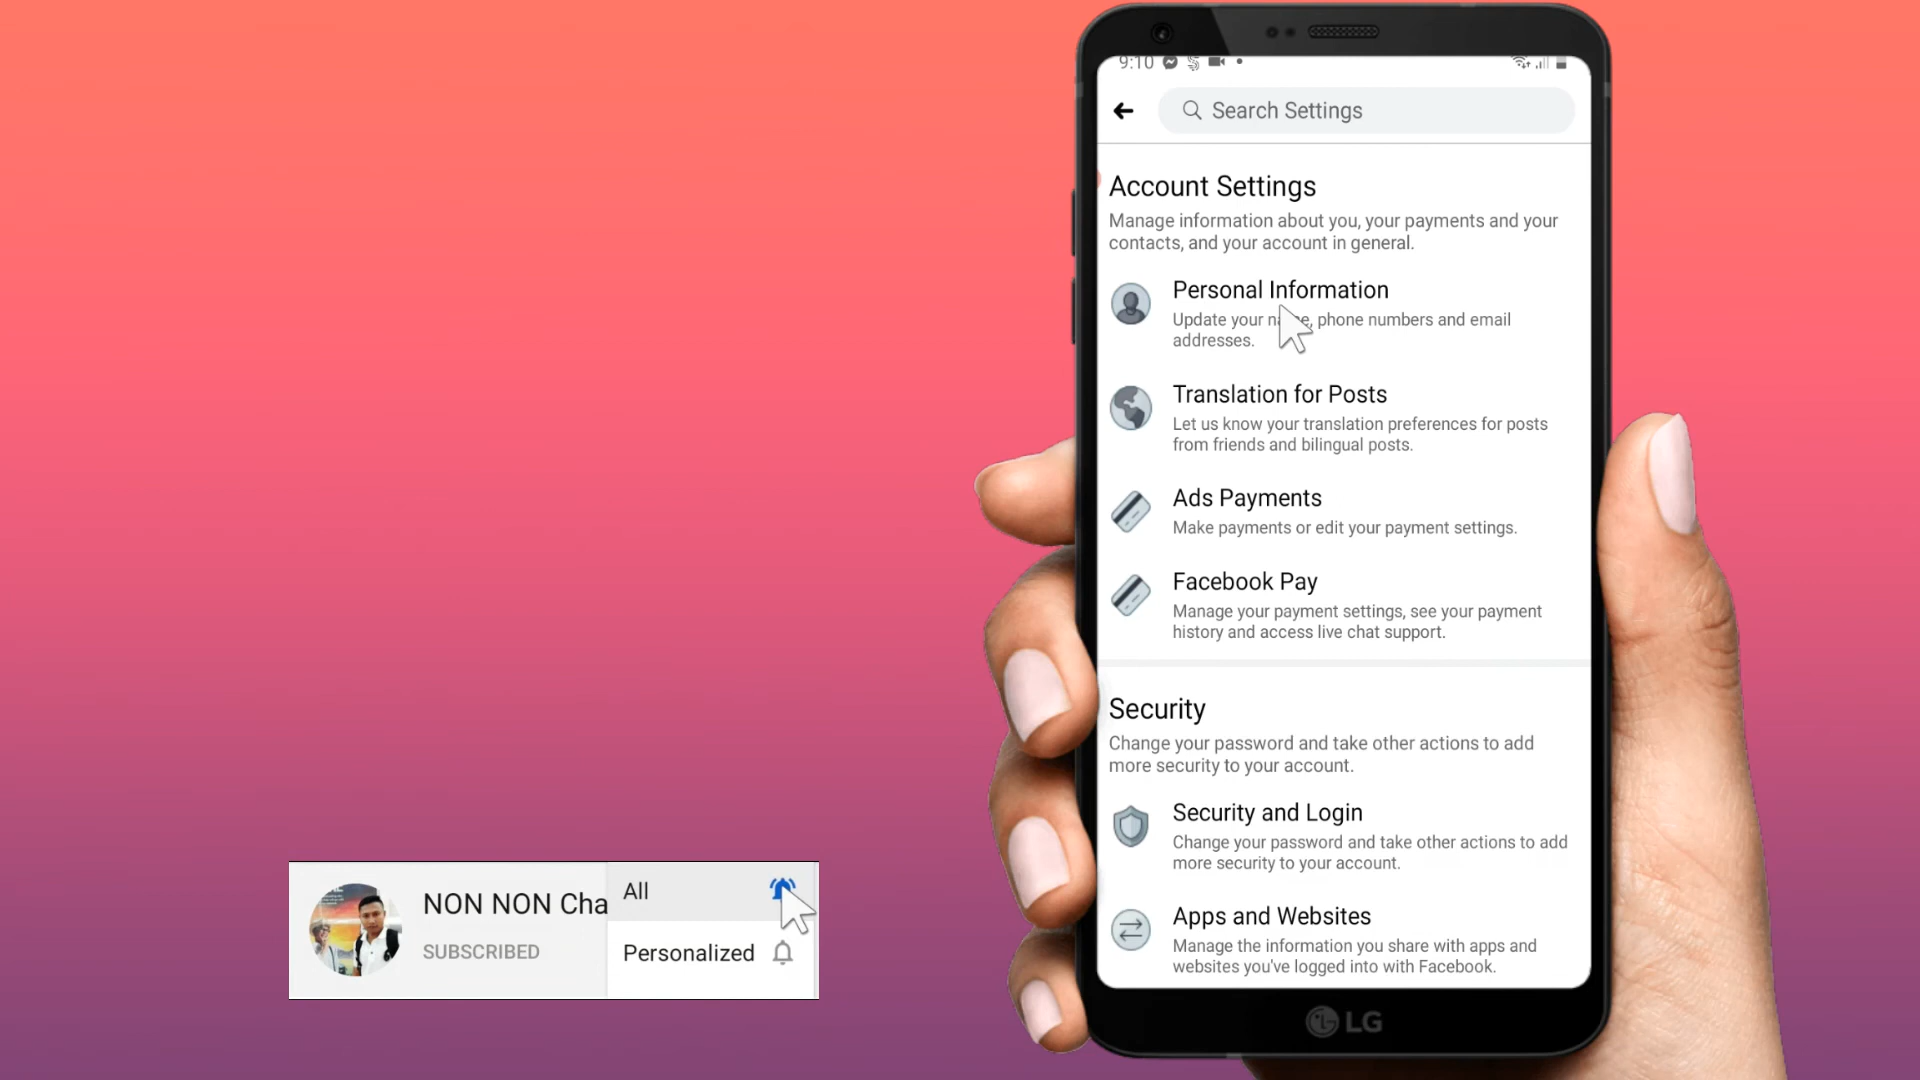 9:10
Search Settings
Account Settings
Manage information about you, your payments and your
contacts, and your account in general.
Personal Information
Update your name, phone numbers and email
addresses.
Translation for Posts
Let us know your translation preferences for posts
from friends and bilingual posts.
Ads Payments
Make payments or edit your payment settings.
Facebook Pay
Manage your payment settings, see your payment
history and access live chat support.
Security
Change your password and take other actions to add
more security to your account.
Security and Login
Change your password and take other actions to add
more security to your account.
Apps and Websites
Manage the information you share with apps and
websites you've logged into with Facebook.
LG
NON NON Cha
SUBSCRIBED
All
Personalized